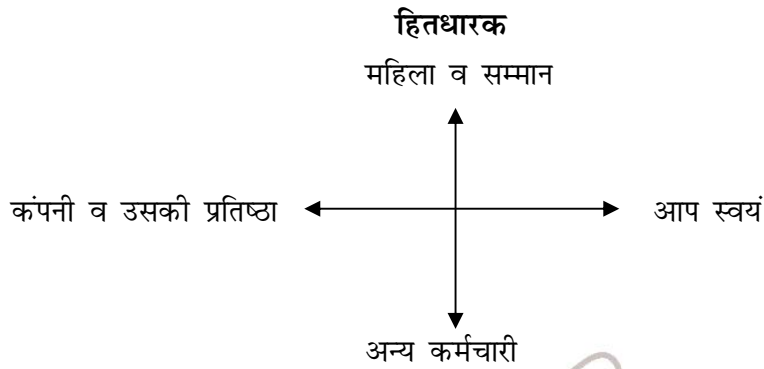 हितधारक
महिला व सम्मान
कंपनी व उसकी प्रतिष्ठा
आप स्वयं
अन्य कर्मचारी